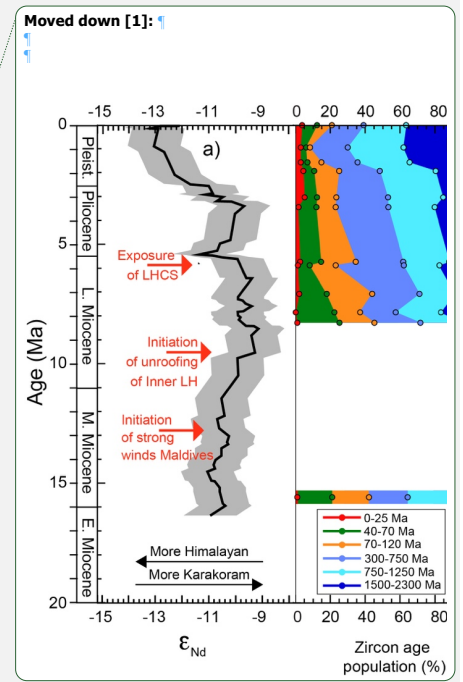 Moved down [1]: ¶
¶
¶
-15 -13 -11 -9 0 20 40 60 80
a)
0
5
10
15
20
Age (Ma)
Pleist.
Pliocene
L. Miocene
M. Miocene
E. Miocene
Exposure
of LHCS
Initiation
of unroofing
of Inner LH
Initiation
of strong
winds Maldives
More Himalayan
More Karakoram
0-25 Ma
40-70 Ma
70-120 Ma
300-750 Ma
750-1250 Ma
1500-2300 Ma
-15 -13 -11 -9 0 20 40 60 80
εNd
Zircon age
population (%)